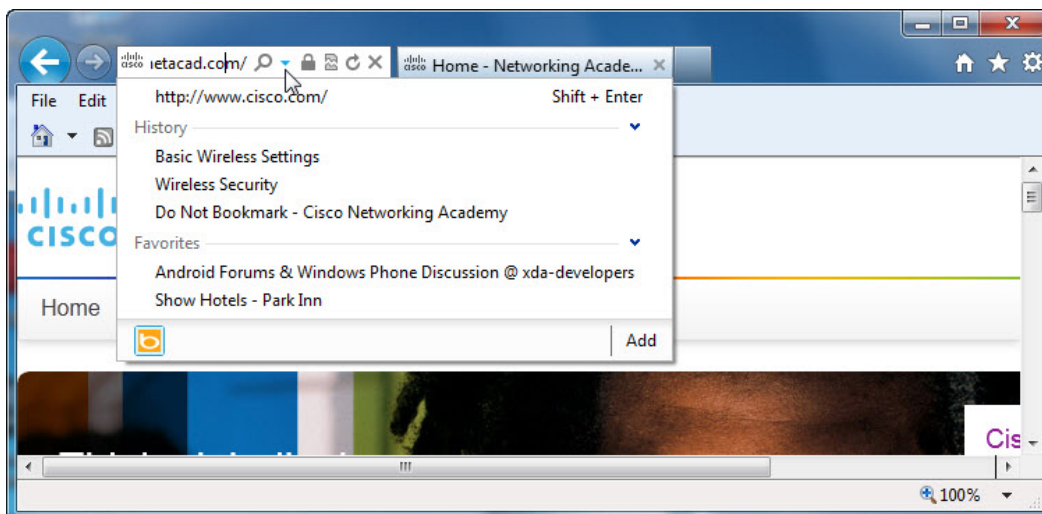 netacad.com/
Home - Networking Acade...
File Edit
http://www.cisco.com/ Shift + Enter
History
Basic Wireless Settings
Wireless Security
Do Not Bookmark - Cisco Networking Academy
Favorites
Android Forums & Windows Phone Discussion @ xda-developers
Show Hotels - Park Inn
Add
CISCO
Home
Cis
100%